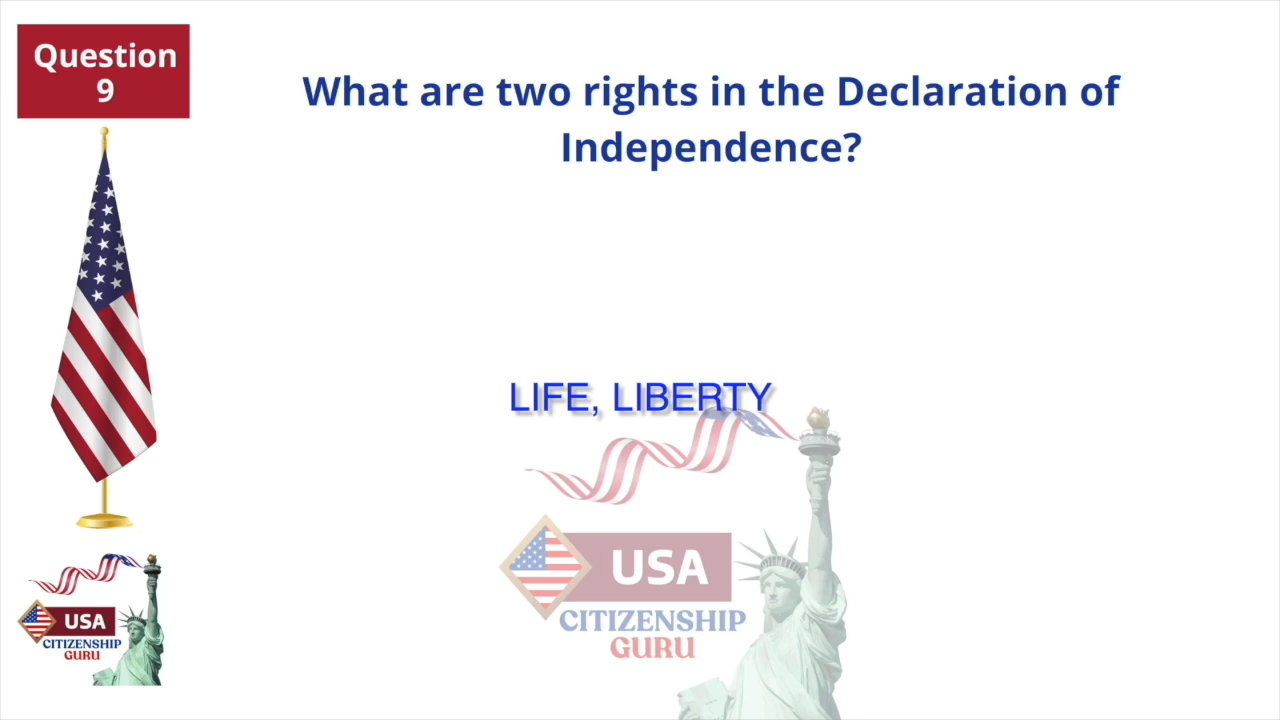 Question
9
What are two rights in the Declaration of
Independence?
LIFE, LIBERTY
USA
CITIZENSHIP
GURU
USA
CITIZENSHIP
GURU